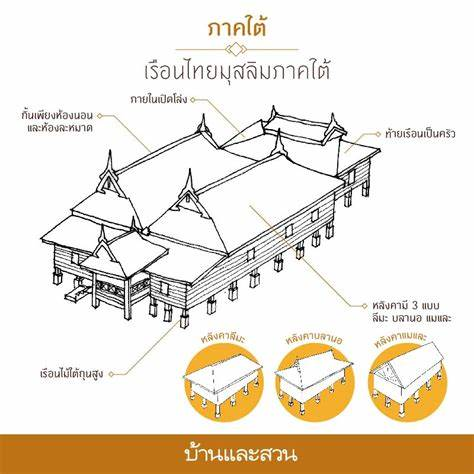 ภาคใต้
เรือนไทยมุสลิมภาคใต้
กั้นเพียงห้องนอน
และห้องละหมาด
ภายในเปิดโล่ง
ท้ายเรือนเป็นครัว
หลังคามี 3 แบบ
ลีมะ บลานอ แมและ
เรือนไม้ใต้ถุนสูง
หลังคาลีมะ
หลังคาบลานอ
หลังคาแมและ
บ้านและสวน